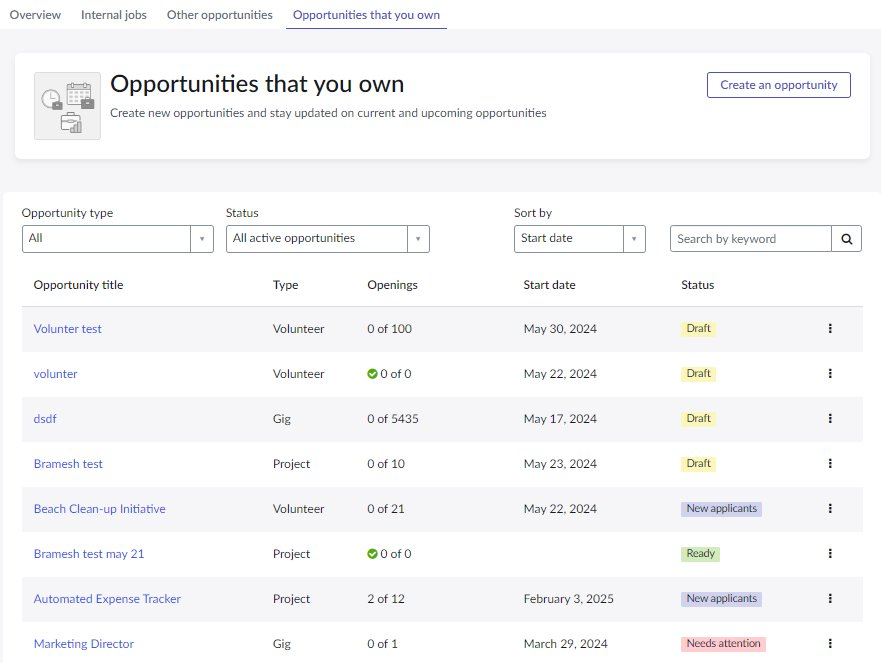 Overview Internal jobs Other opportunities Opportunities that you own
Opportunities that you own
Create an opportunity
Create new opportunities and stay updated on current and upcoming opportunities
Opportunity type Status Sort by
All All active opportunities Start date Search by keyword
Opportunity title Type Openings Start date Status
Volunter test Volunteer 0 of 100 May 30, 2024 Draft
volunter Volunteer 0 of 0 May 22, 2024 Draft
dsdf Gig 0 of 5435 May 17, 2024 Draft
Bramesh test Project 0 of 10 May 23, 2024 Draft
Beach Clean-up Initiative Volunteer 0 of 21 May 22, 2024 New applicants
Bramesh test may 21 Project 0 of 0 Ready
Automated Expense Tracker Project 2 of 12 February 3, 2025 New applicants
Marketing Director Gig 0 of 1 March 29, 2024 Needs attention